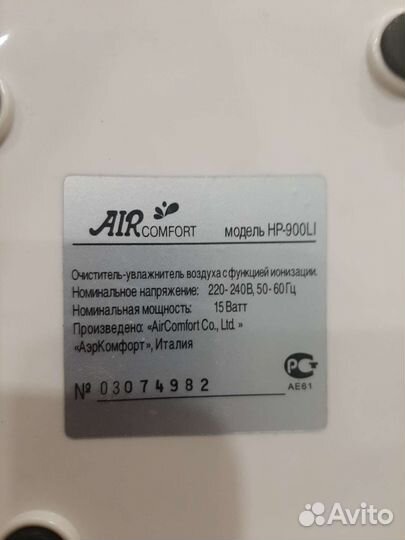 AIR COMFORT модель HP-900LI
Очиститель-увлажнитель воздуха с функцией ионизации.
Номинальное напряжение: 220-240В, 50-60Гц
Номинальная мощность: 15 Ватт
Произведено: «AirComfort Co., Ltd.»
«АэрКомфорт», Италия
№ 03074982
РСТ
АЕ61
Avito